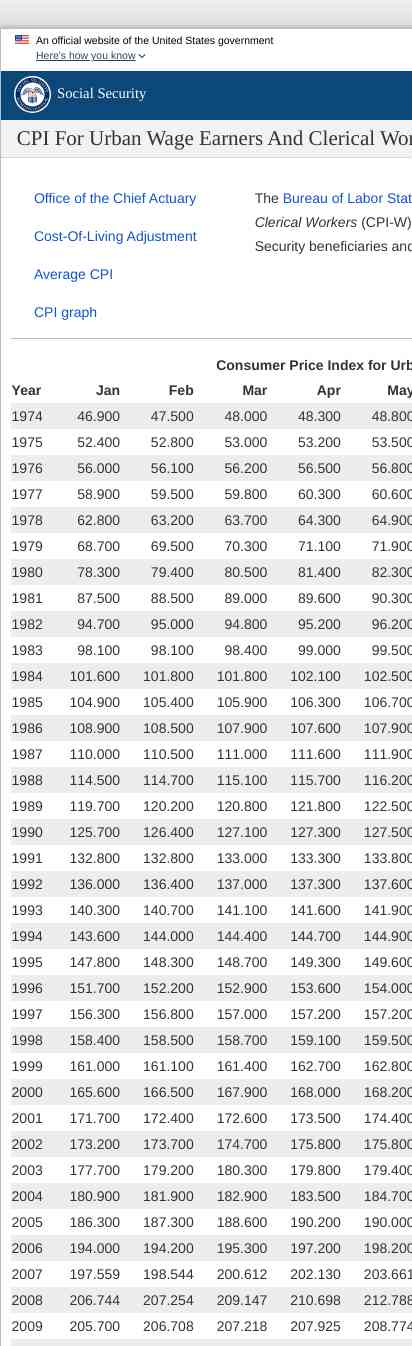 An official website of the United States government
Here's how you know
Social Security
CPI For Urban Wage Earners And Clerical Wor
Office of the Chief Actuary
Cost-Of-Living Adjustment
Average CPI
CPI graph
The Bureau of Labor Stat
Clerical Workers (CPI-W)
Security beneficiaries and
Consumer Price Index for Urb
Year Jan Feb Mar Apr May
1974 46.900 47.500 48.000 48.300 48.800
1975 52.400 52.800 53.000 53.200 53.500
1976 56.000 56.100 56.200 56.500 56.800
1977 58.900 59.500 59.800 60.300 60.600
1978 62.800 63.200 63.700 64.300 64.900
1979 68.700 69.500 70.300 71.100 71.900
1980 78.300 79.400 80.500 81.400 82.300
1981 87.500 88.500 89.000 89.600 90.300
1982 94.700 95.000 94.800 95.200 96.200
1983 98.100 98.100 98.400 99.000 99.500
1984 101.600 101.800 101.800 102.100 102.500
1985 104.900 105.400 105.900 106.300 106.700
1986 108.900 108.500 107.900 107.600 107.900
1987 110.000 110.500 111.000 111.600 111.900
1988 114.500 114.700 115.100 115.700 116.200
1989 119.700 120.200 120.800 121.800 122.500
1990 125.700 126.400 127.100 127.300 127.500
1991 132.800 132.800 133.000 133.300 133.800
1992 136.000 136.400 137.000 137.300 137.600
1993 140.300 140.700 141.100 141.600 141.900
1994 143.600 144.000 144.400 144.700 144.900
1995 147.800 148.300 148.700 149.300 149.600
1996 151.700 152.200 152.900 153.600 154.000
1997 156.300 156.800 157.000 157.200 157.200
1998 158.400 158.500 158.700 159.100 159.500
1999 161.000 161.100 161.400 162.700 162.800
2000 165.600 166.500 167.900 168.000 168.200
2001 171.700 172.400 172.600 173.500 174.400
2002 173.200 173.700 174.700 175.800 175.800
2003 177.700 179.200 180.300 179.800 179.400
2004 180.900 181.900 182.900 183.500 184.700
2005 186.300 187.300 188.600 190.200 190.000
2006 194.000 194.200 195.300 197.200 198.200
2007 197.559 198.544 200.612 202.130 203.661
2008 206.744 207.254 209.147 210.698 212.788
2009 205.700 206.708 207.218 207.925 208.774